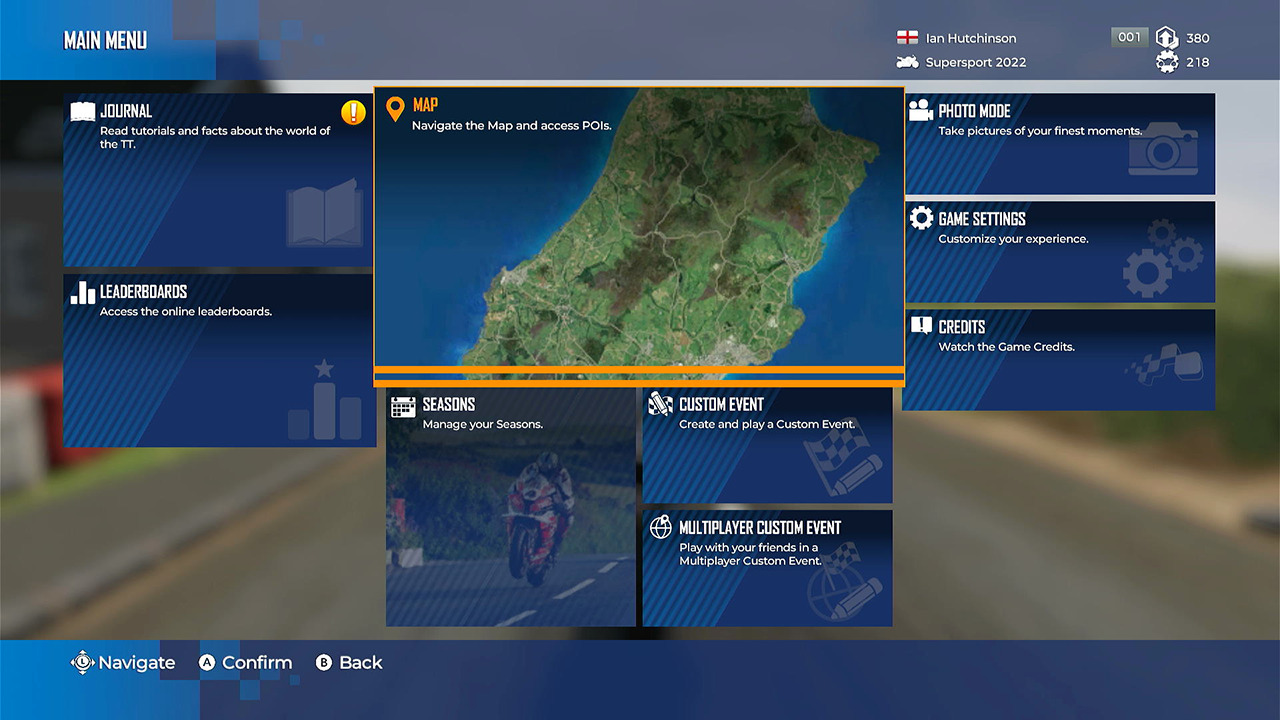 MAIN MENU
Ian Hutchinson
001
380
Supersport 2022
218
JOURNAL
Read tutorials and facts about the world of
the TT.
LEADERBOARDS
Access the online leaderboards.
MAP
Navigate the Map and access POIs.
SEASONS
Manage your Seasons.
CUSTOM EVENT
Create and play a Custom Event.
MULTIPLAYER CUSTOM EVENT
Play with your friends in a
Multiplayer Custom Event.
PHOTO MODE
Take pictures of your finest moments.
GAME SETTINGS
Customize your experience.
CREDITS
Watch the Game Credits.
L Navigate A Confirm B Back